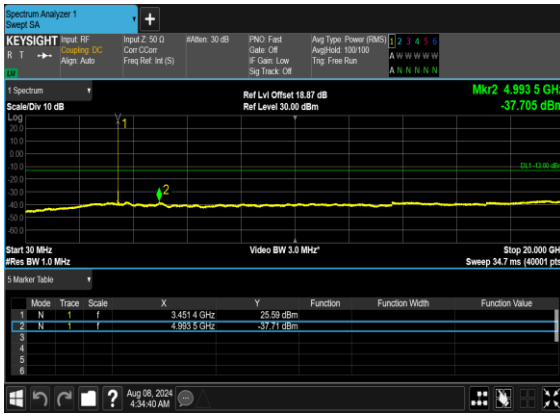 Spectrum Analyzer 1
Swept SA
+
KEYSIGHT Input: RF Input Z: 50 Ω #Atten: 30 dB PNO: Fast Avg Type: Power (RMS) 1 2 3 4 5 6
R T Coupling: DC Corr CCorr Gate: Off Avg|Hold: 100/100 A W W W W W
Align: Auto Freq Ref: Int (S) IF Gain: Low Trig: Free Run
Sig Track: Off A N N N N N
1 Spectrum Ref Lvl Offset 18.87 dB Mkr2 4.993 5 GHz
Scale/Div 10 dB Ref Level 30.00 dBm -37.705 dBm
Log
20.0
10.0
0.00
-10.0
DL1 -13.00 dBm
-20.0
-30.0
-40.0
-50.0
-60.0
1
2
Start 30 MHz Video BW 3.0 MHz* Stop 20.000 GHz
#Res BW 1.0 MHz Sweep 34.7 ms (40001 pts)
5 Marker Table
Mode Trace Scale X Y Function Function Width Function Value
1 N 1 f 3.451 4 GHz 25.59 dBm
2 N 1 f 4.993 5 GHz -37.71 dBm
3
4
5
6
? Aug 08, 2024
4:34:40 AM